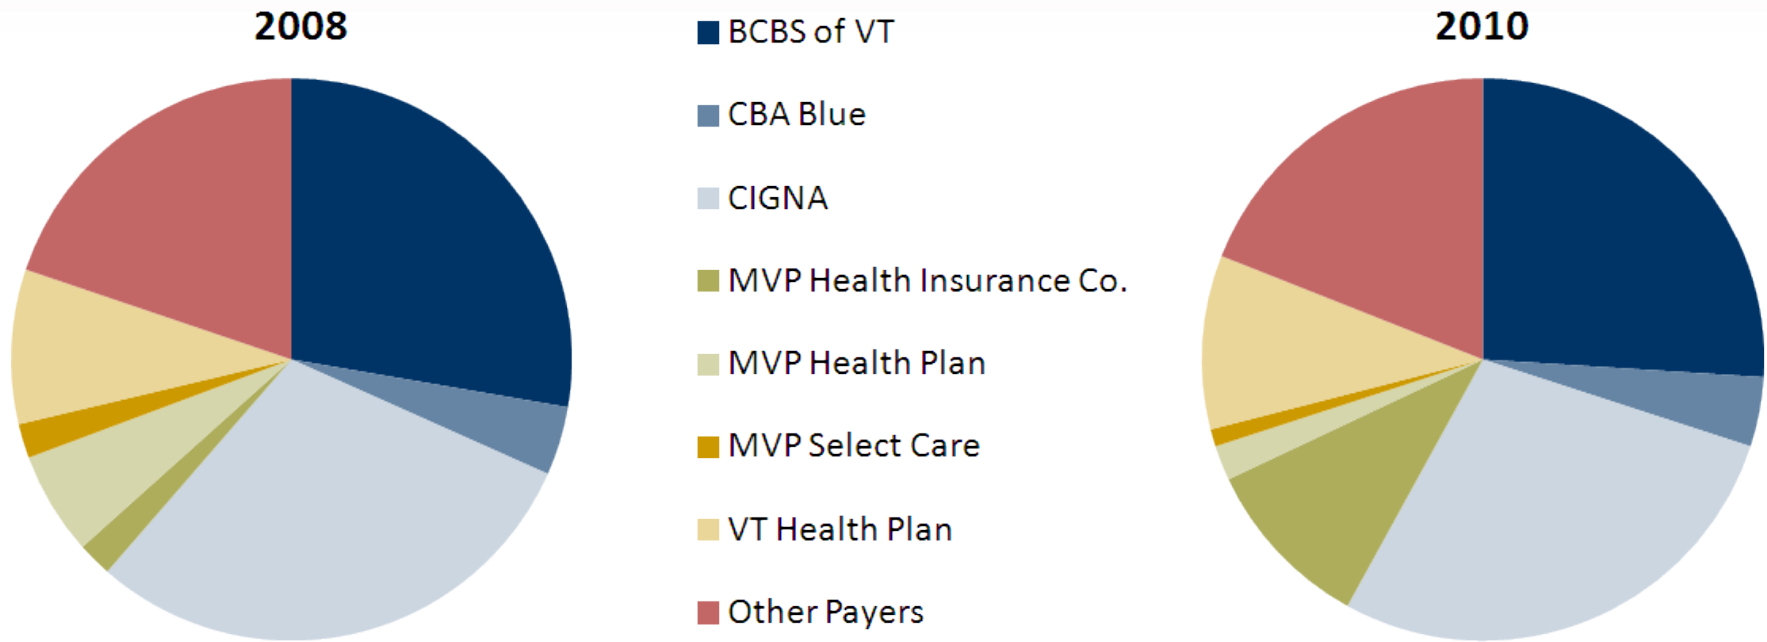 2008
BCBS of VT
CBA Blue
CIGNA
MVP Health Insurance Co.
MVP Health Plan
MVP Select Care
VT Health Plan
Other Payers
2010